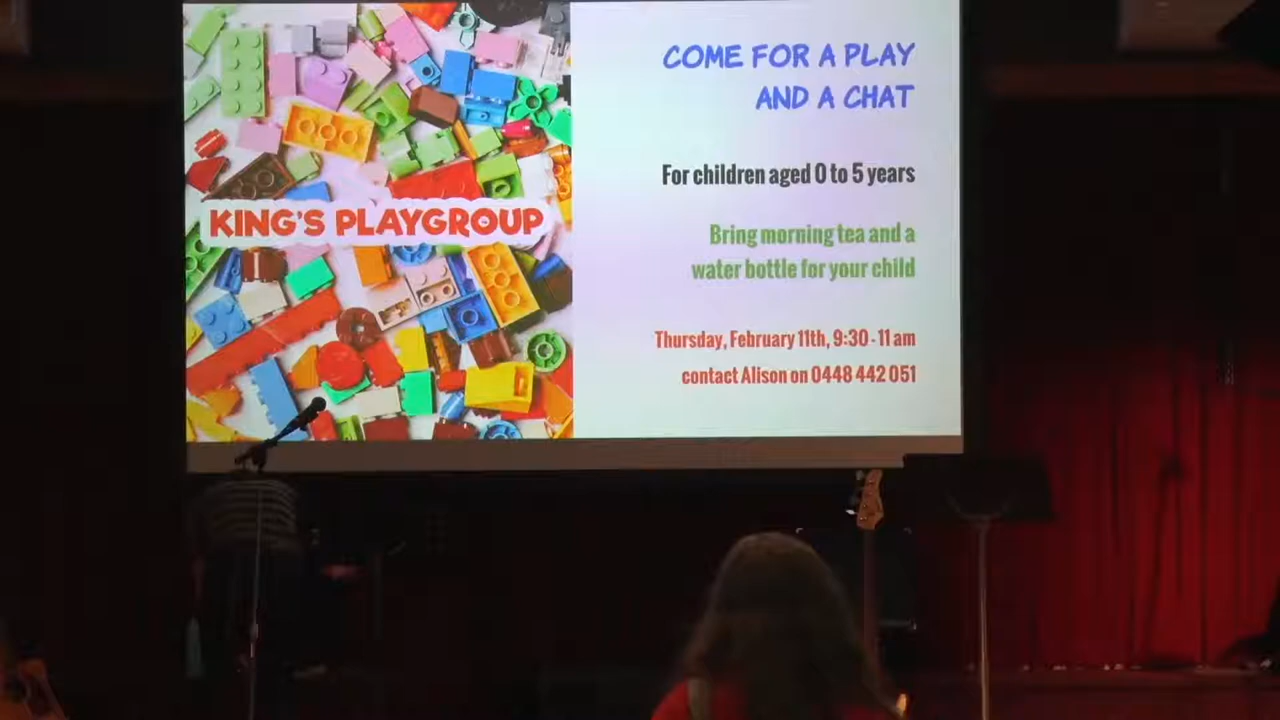 KING'S PLAYGROUP
COME FOR A PLAY
AND A CHAT
For children aged 0 to 5 years
Bring morning tea and a
water bottle for your child
Thursday, February 11th, 9:30 - 11 am
contact Alison on 0448 442 051